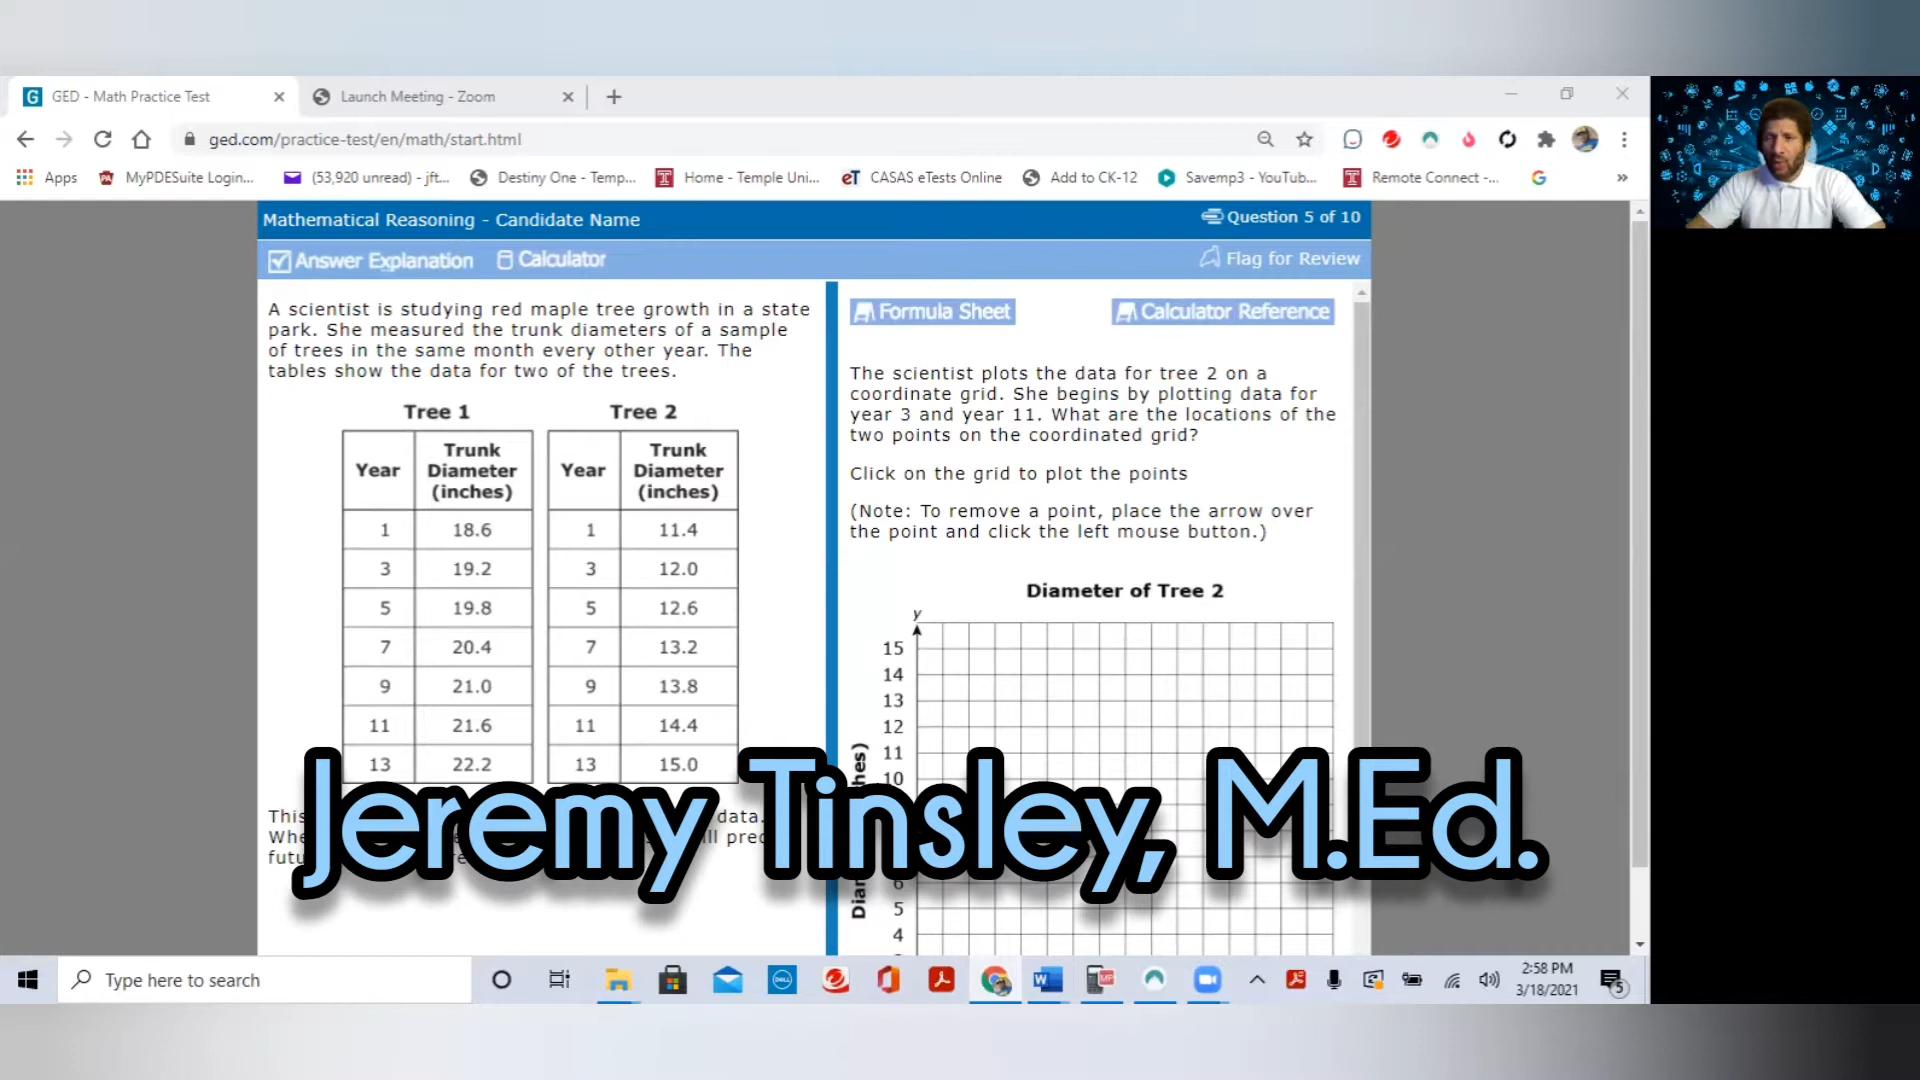 GED - Math Practice Test
Launch Meeting - Zoom
ged.com/practice-test/en/math/start.html
Apps
MyPDESuite Login...
(53,920 unread) - jft...
Destiny One - Temp...
Home - Temple Uni...
CASAS eTests Online
Add to CK-12
Savemp3 - YouTub...
Remote Connect -...
Mathematical Reasoning - Candidate Name
Question 5 of 10
Answer Explanation
Calculator
Flag for Review
A scientist is studying red maple tree growth in a state
park. She measured the trunk diameters of a sample
of trees in the same month every other year. The
tables show the data for two of the trees.
Tree 1
Year Trunk Diameter (inches)
1 18.6
3 19.2
5 19.8
7 20.4
9 21.0
11 21.6
13 22.2
Tree 2
Year Trunk Diameter (inches)
1 11.4
3 12.0
5 12.6
7 13.2
9 13.8
11 14.4
13 15.0
This data.
Formula Sheet
Calculator Reference
The scientist plots the data for tree 2 on a
coordinate grid. She begins by plotting data for
year 3 and year 11. What are the locations of the
two points on the coordinated grid?
Click on the grid to plot the points
(Note: To remove a point, place the arrow over
the point and click the left mouse button.)
Diameter of Tree 2
y
15
14
13
12
11
10
6
5
4
Jeremy Tinsley, M.Ed.
Type here to search
2:58 PM
3/18/2021
5